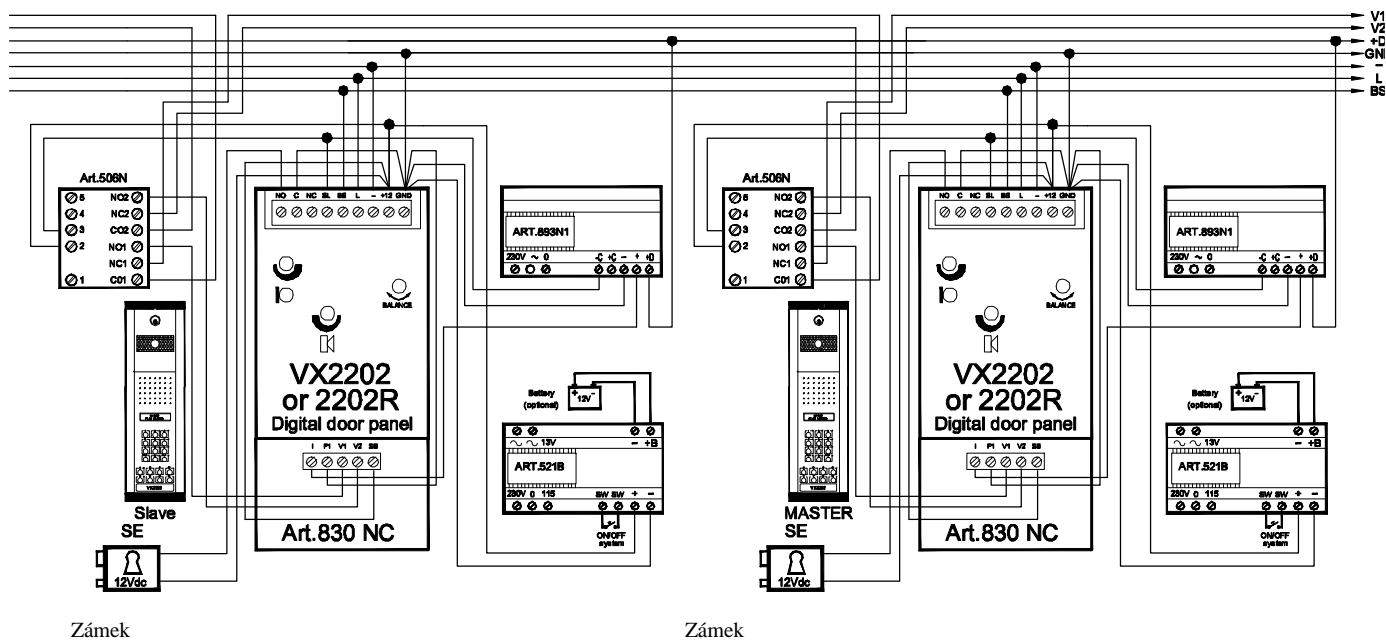 V1
V2
+D
GND
–
L
BS
Art.506N
5 NO2
4 NC2
3 CO2
2 NO1
NC1
1 C01
NO C NC SL BS L – +12 GND
BALANCE
VX2202
or 2202R
Digital door panel
I P1 V1 V2 SB
Art.830 NC
Slave
SE
12Vdc
ART.893N1
230V ~ 0 -C +C – + +D
Battery
(optional)
+ –
12V
13V – +B
ART.521B
230V 0 115 SW SW + –
ON/OFF
system
Art.506N
5 NO2
4 NC2
3 CO2
2 NO1
NC1
1 C01
NO C NC SL BS L – +12 GND
BALANCE
VX2202
or 2202R
Digital door panel
I P1 V1 V2 SB
Art.830 NC
MASTER
SE
12Vdc
ART.893N1
230V ~ 0 -C +C – + +D
Battery
(optional)
+ –
12V
13V – +B
ART.521B
230V 0 115 SW SW + –
ON/OFF
system
Zámek Zámek